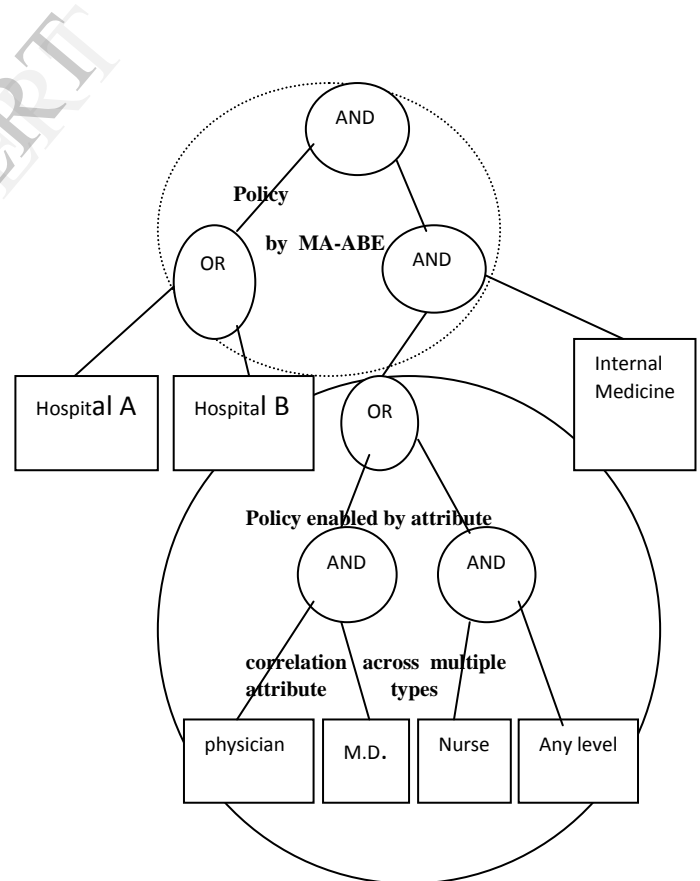 AND
Policy
by MA-ABE
OR
AND
Internal
Medicine
Hospital A
Hospital B
OR
Policy enabled by attribute
AND
AND
correlation across multiple
attribute types
physician
M.D.
Nurse
Any level